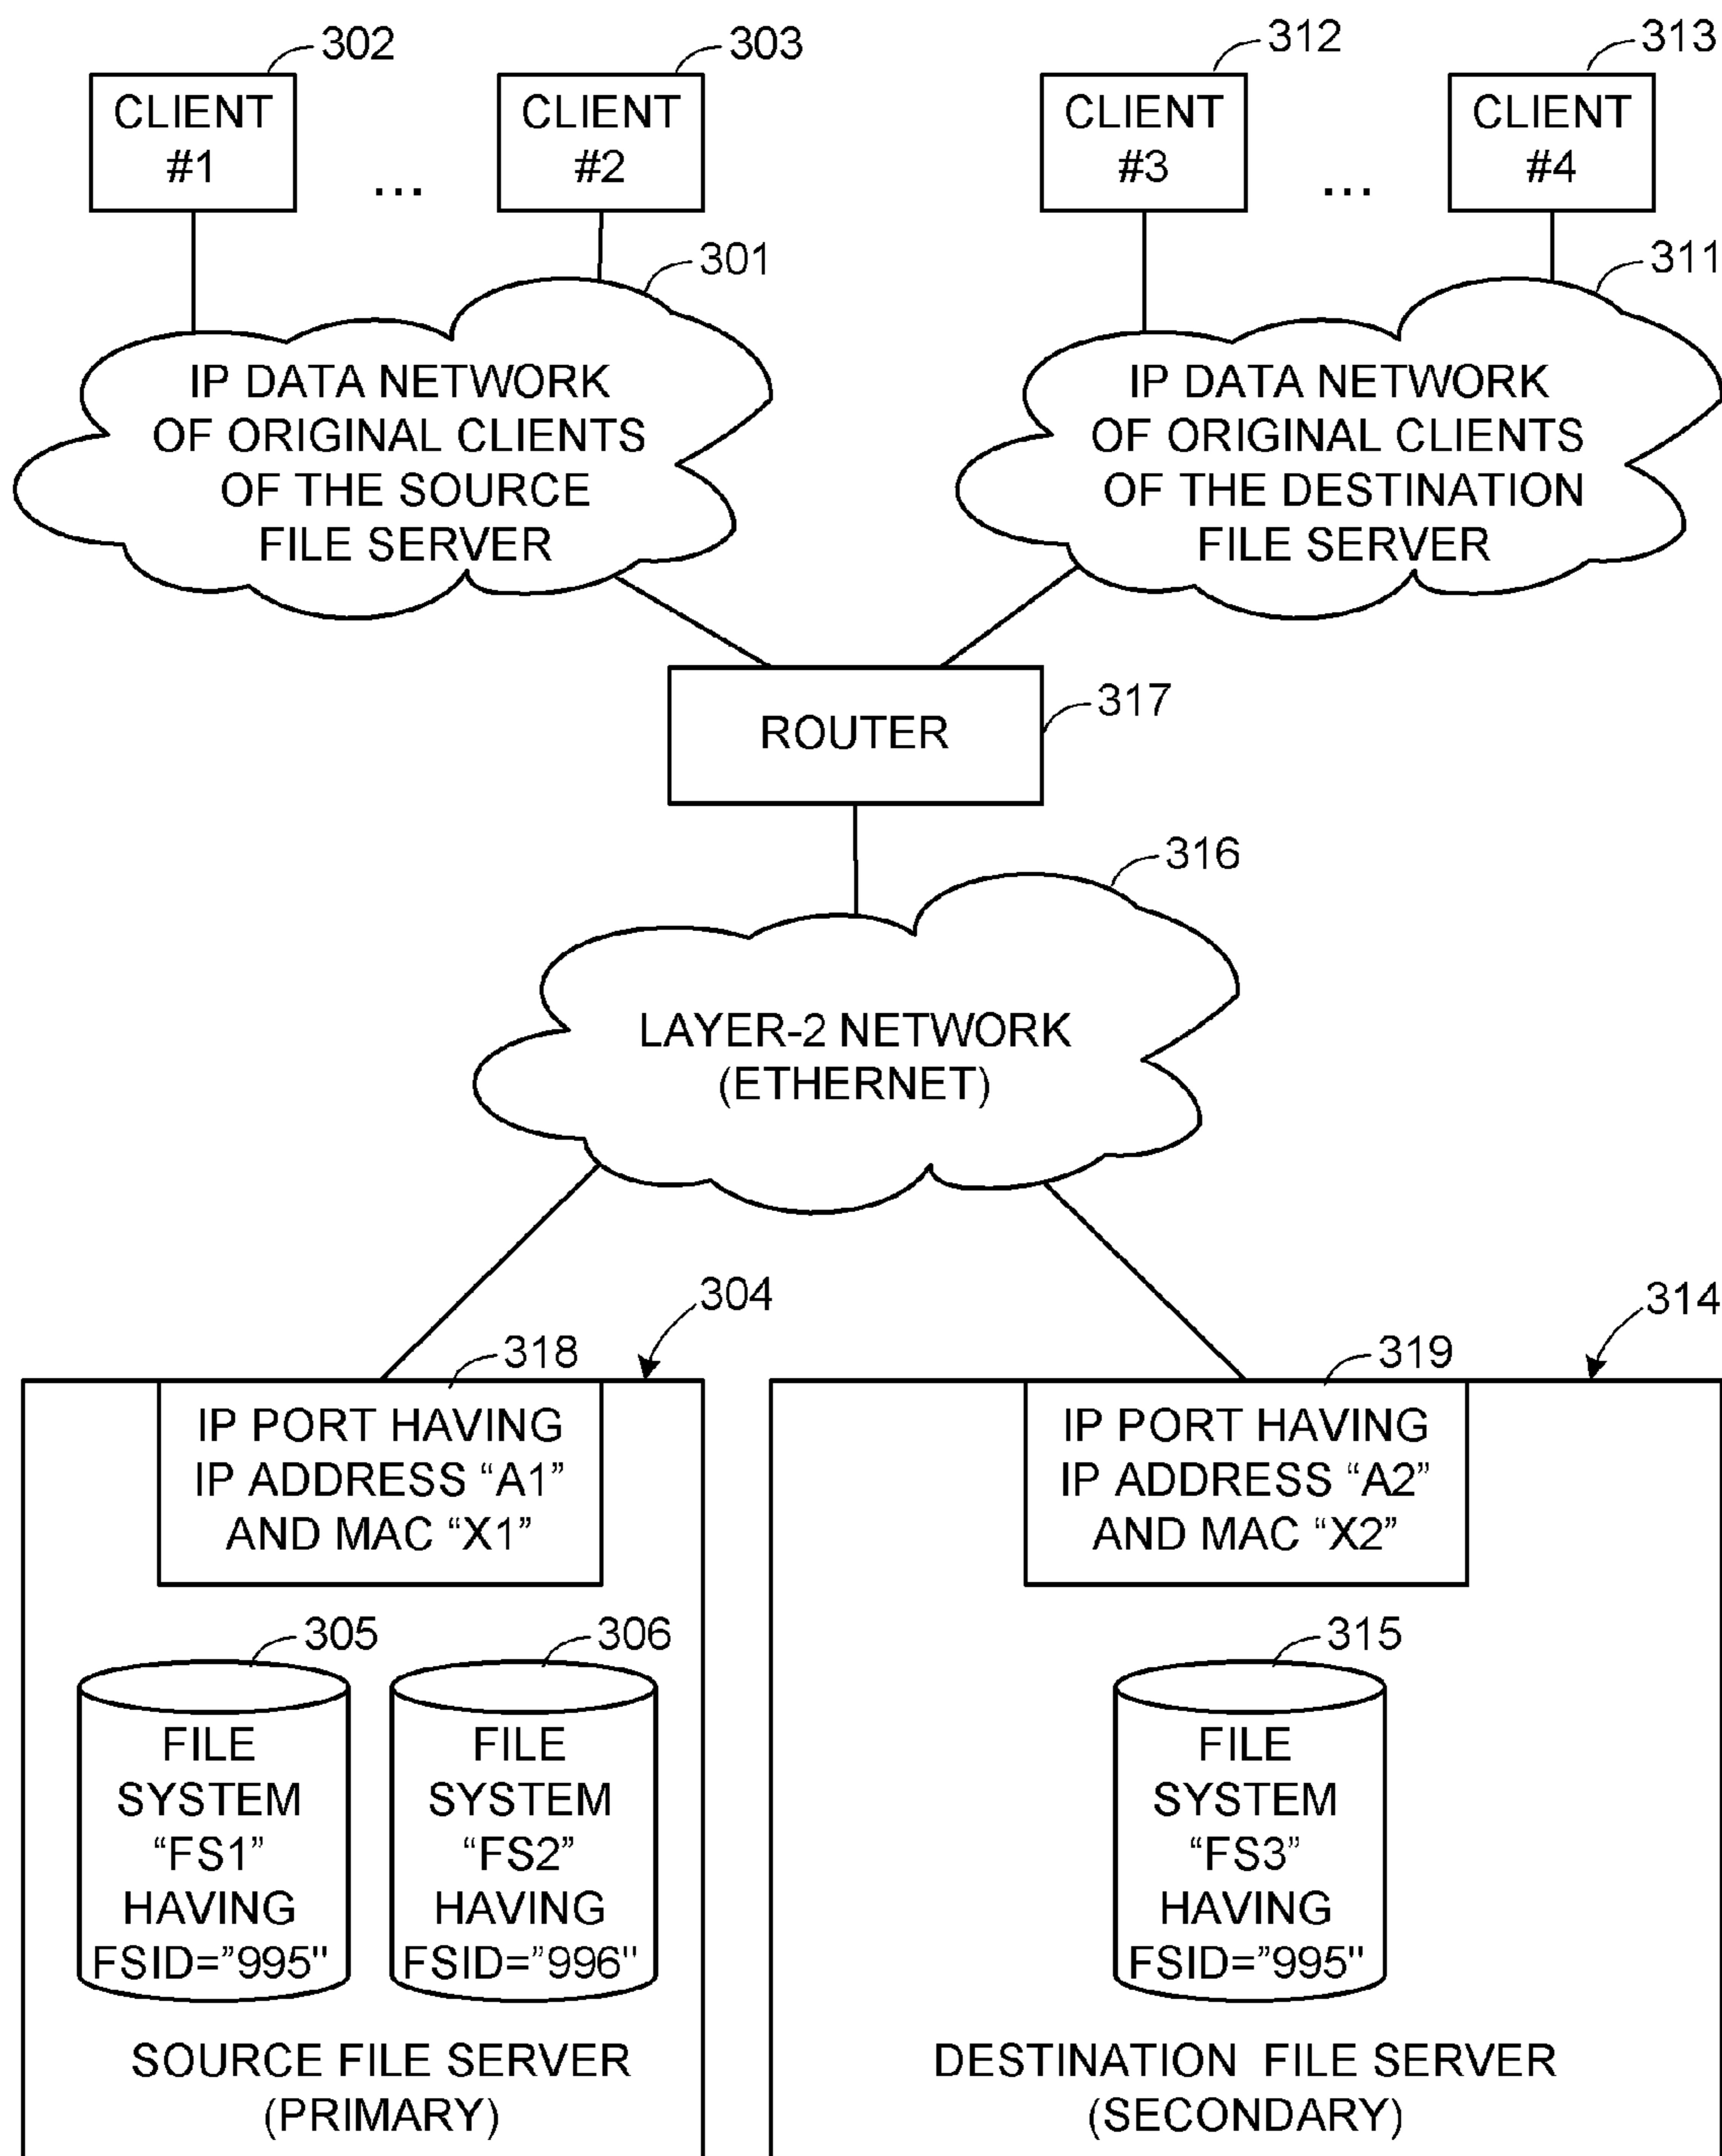 302
303
312
313
CLIENT
#1
...
CLIENT
#2
CLIENT
#3
...
CLIENT
#4
301
311
IP DATA NETWORK
OF ORIGINAL CLIENTS
OF THE SOURCE
FILE SERVER
IP DATA NETWORK
OF ORIGINAL CLIENTS
OF THE DESTINATION
FILE SERVER
ROUTER
317
316
LAYER-2 NETWORK
(ETHERNET)
304
314
318
319
IP PORT HAVING
IP ADDRESS “A1”
AND MAC “X1”
IP PORT HAVING
IP ADDRESS “A2”
AND MAC “X2”
305
306
315
FILE
SYSTEM
“FS1”
HAVING
FSID=”995"
FILE
SYSTEM
“FS2”
HAVING
FSID=”996"
FILE
SYSTEM
“FS3”
HAVING
FSID=”995"
SOURCE FILE SERVER
(PRIMARY)
DESTINATION FILE SERVER
(SECONDARY)